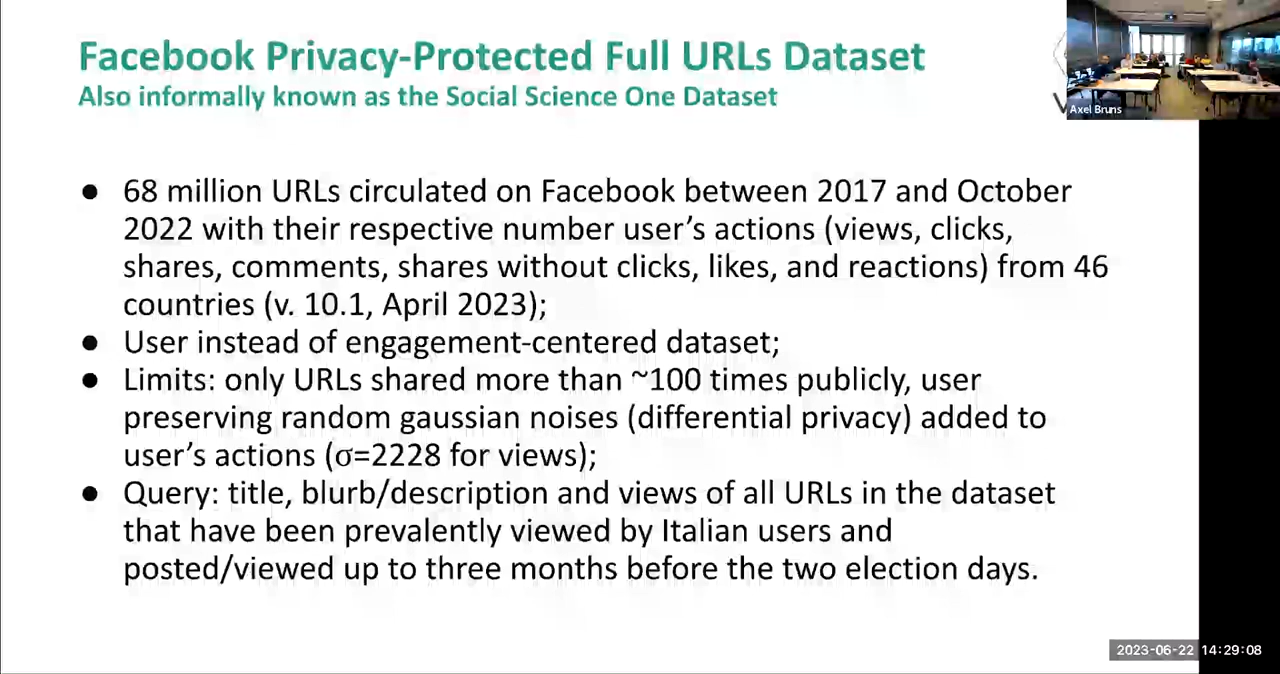 Facebook Privacy-Protected Full URLs Dataset
Also informally known as the Social Science One Dataset
Axel Bruns
● 68 million URLs circulated on Facebook between 2017 and October
2022 with their respective number user's actions (views, clicks,
shares, comments, shares without clicks, likes, and reactions) from 46
countries (v. 10.1, April 2023);
● User instead of engagement-centered dataset;
● Limits: only URLs shared more than ~100 times publicly, user
preserving random gaussian noises (differential privacy) added to
user's actions (σ=2228 for views);
● Query: title, blurb/description and views of all URLs in the dataset
that have been prevalently viewed by Italian users and
posted/viewed up to three months before the two election days.
2023-06-22 14:29:08